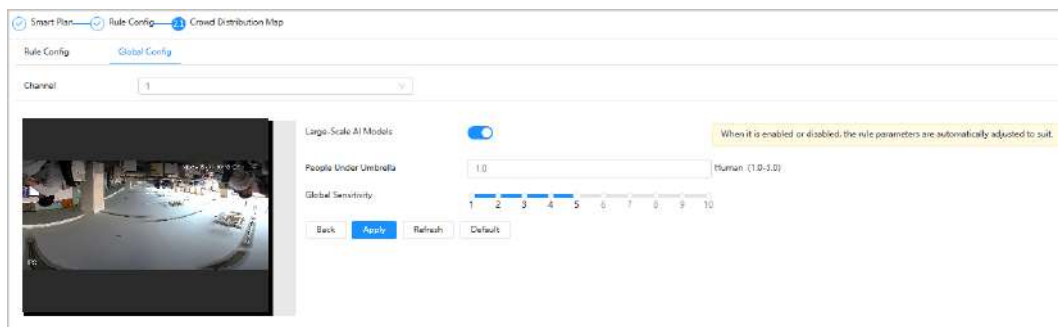 Smart Plan Rule Config 2.1 Crowd Distribution Map
Rule Config Global Config
Channel 1
Large-Scale AI Models When it is enabled or disabled, the rule parameters are automatically adjusted to suit.
People Under Umbrella 1.0 Human (1.0-3.0)
Global Sensitivity
1 2 3 4 5 6 7 8 9 10
Back Apply Refresh Default
IPC